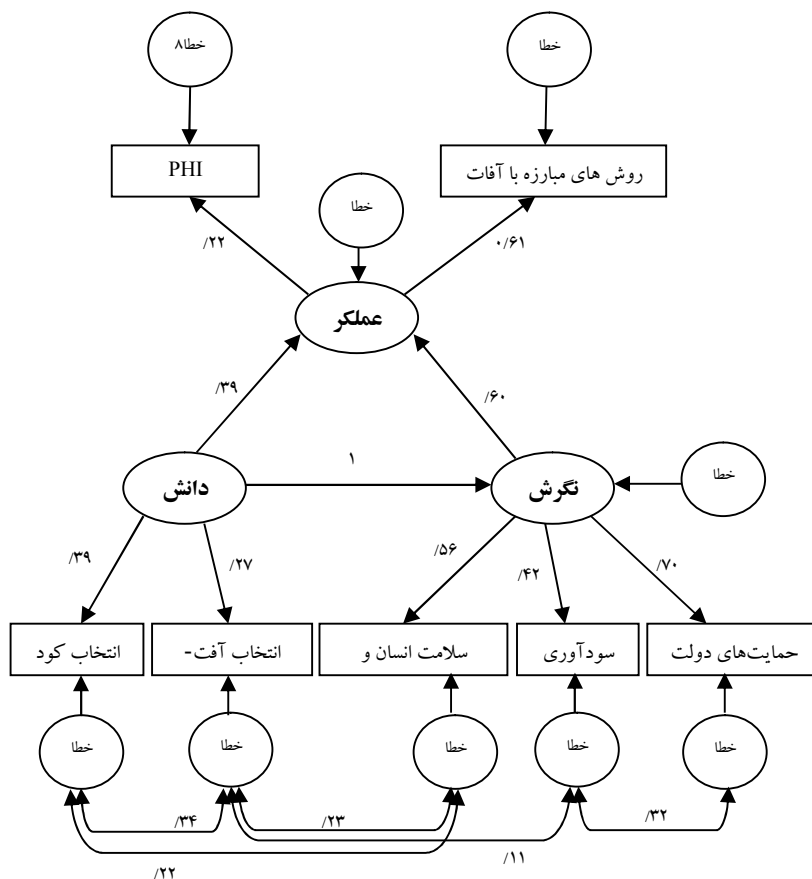 خطا۸
خطا
PHI
روش های مبارزه با آفات
خطا
/۲۲
۰/۶۱
عملکر
/۳۹
/۶۰
۱
خطا
دانش
نگرش
/۳۹
/۲۷
/۵۶
/۴۲
/۷۰
انتخاب کود
انتخاب آفت-
سلامت انسان و
سودآوری
حمایت‌های دولت
خطا
خطا
خطا
خطا
خطا
/۳۴
/۲۳
/۳۲
/۲۲
/۱۱